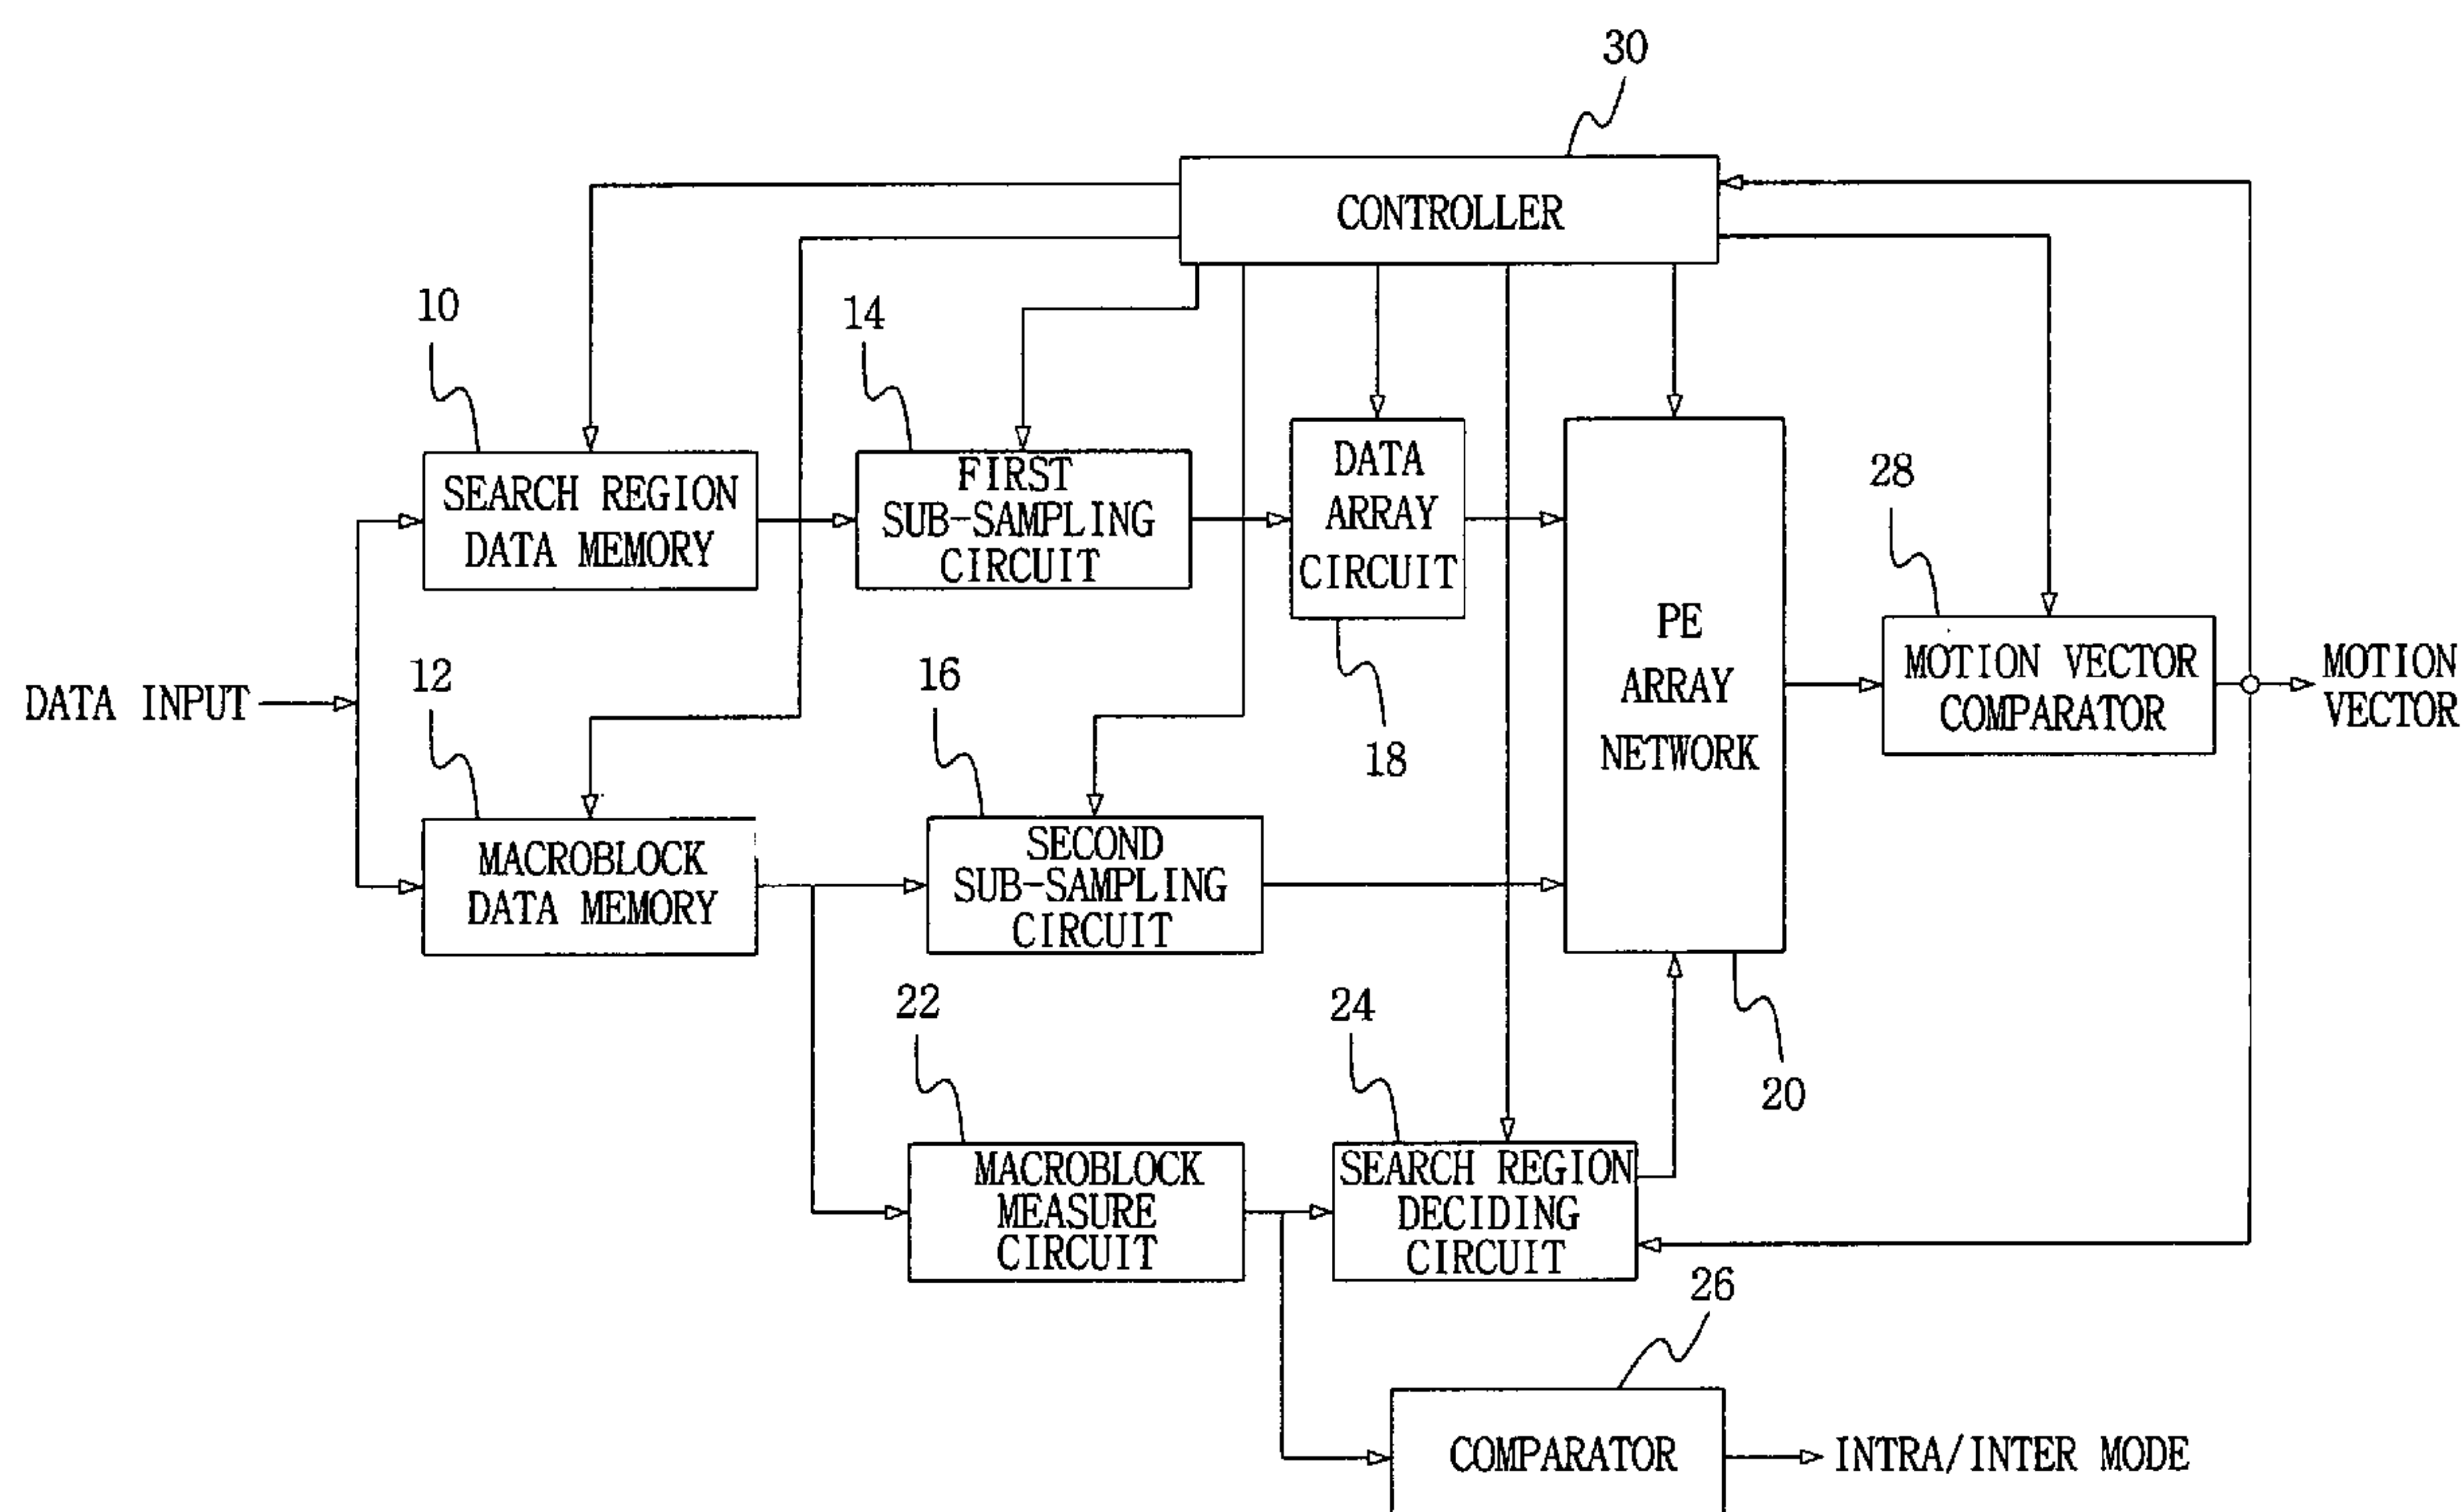 30
CONTROLLER
10
14
SEARCH REGION
DATA MEMORY
FIRST
SUB-SAMPLING
CIRCUIT
DATA
ARRAY
CIRCUIT
18
28
PE
ARRAY
NETWORK
20
MOTION VECTOR
COMPARATOR
MOTION
VECTOR
DATA INPUT
12
16
MACROBLOCK
DATA MEMORY
SECOND
SUB-SAMPLING
CIRCUIT
22
24
MACROBLOCK
MEASURE
CIRCUIT
SEARCH REGION
DECIDING
CIRCUIT
26
COMPARATOR
INTRA/INTER MODE